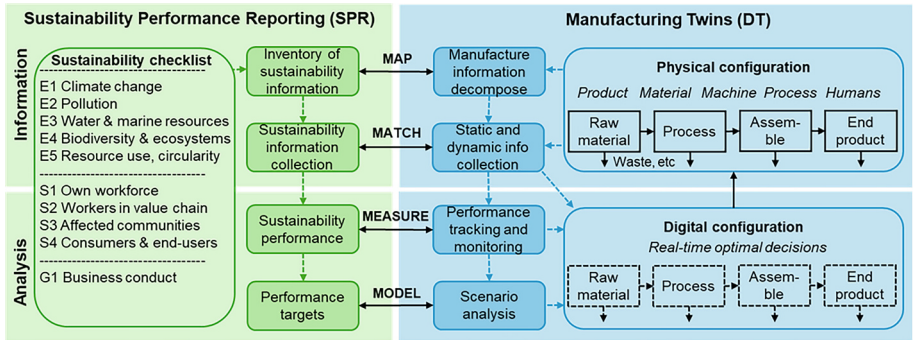 Sustainability Performance Reporting (SPR)
Manufacturing Twins (DT)
Information
Analysis
Sustainability checklist
E1 Climate change
E2 Pollution
E3 Water & marine resources
E4 Biodiversity & ecosystems
E5 Resource use, circularity
S1 Own workforce
S2 Workers in value chain
S3 Affected communities
S4 Consumers & end-users
G1 Business conduct
Inventory of
sustainability
information
MAP
Manufacture
information
decompose
Sustainability
information
collection
MATCH
Static and
dynamic info
collection
Sustainability
performance
MEASURE
Performance
tracking and
monitoring
Performance
targets
MODEL
Scenario
analysis
Physical configuration
Product Material Machine Process Humans
Raw
material
Process
Assem-
ble
End
product
Waste, etc
Digital configuration
Real-time optimal decisions
Raw
material
Process
Assem-
ble
End
product